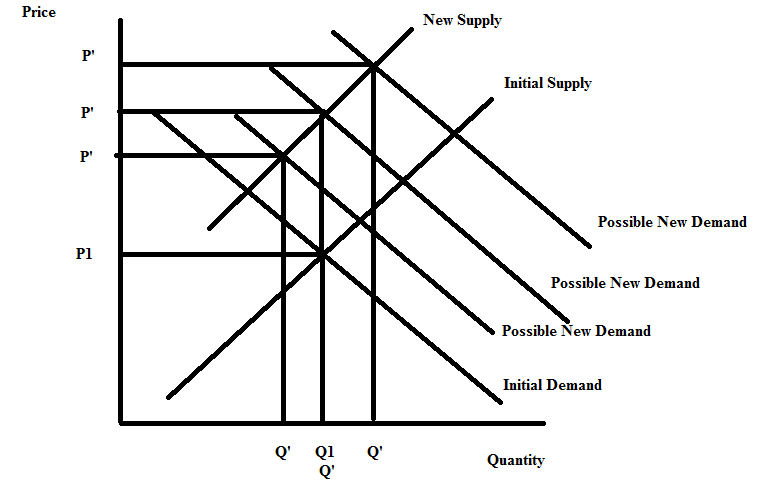 Price
New Supply
P'
Initial Supply
P'
P'
Possible New Demand
P1
Possible New Demand
Possible New Demand
Initial Demand
Q'
Q1
Q'
Q'
Quantity